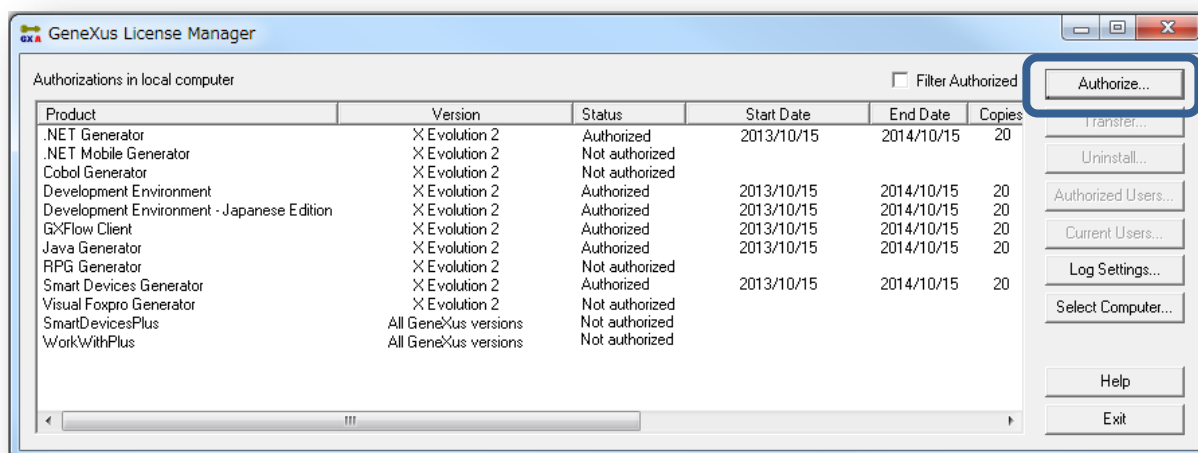 GXA GeneXus License Manager
Authorizations in local computer Filter Authorized Authorize...
Product Version Status Start Date End Date Copies
Transfer...
.NET Generator X Evolution 2 Authorized 2013/10/15 2014/10/15 20
.NET Mobile Generator X Evolution 2 Not authorized
Uninstall...
Cobol Generator X Evolution 2 Not authorized
Development Environment X Evolution 2 Authorized 2013/10/15 2014/10/15 20
Authorized Users...
Development Environment - Japanese Edition X Evolution 2 Authorized 2013/10/15 2014/10/15 20
GXFlow Client X Evolution 2 Authorized 2013/10/15 2014/10/15 20
Current Users...
Java Generator X Evolution 2 Authorized 2013/10/15 2014/10/15 20
RPG Generator X Evolution 2 Not authorized
Log Settings...
Smart Devices Generator X Evolution 2 Authorized 2013/10/15 2014/10/15 20
Visual Foxpro Generator X Evolution 2 Not authorized
Select Computer...
SmartDevicesPlus All GeneXus versions Not authorized
WorkWithPlus All GeneXus versions Not authorized
Help
Exit